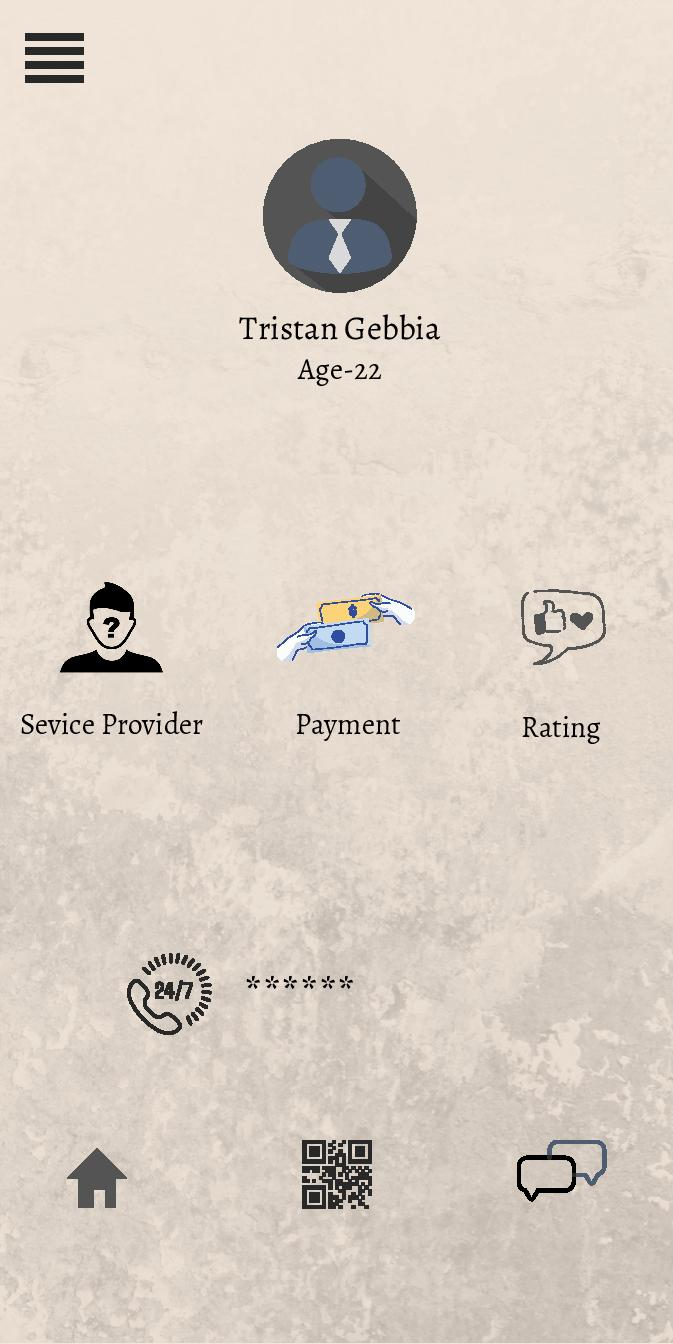 Tristan Gebbia
Age-22
?
Sevice Provider
Payment
Rating
24/7
******